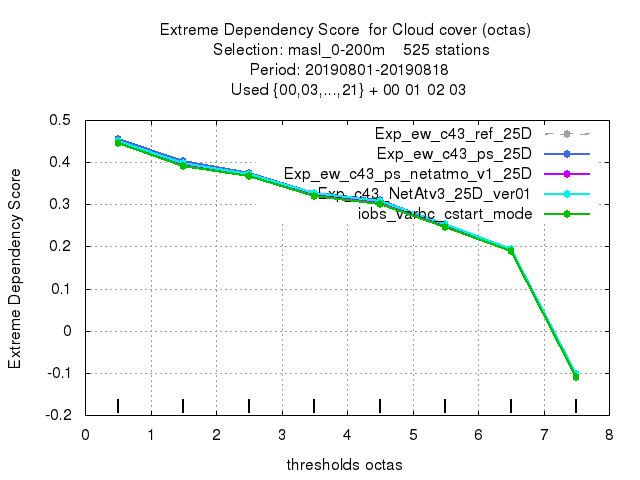 Extreme Dependency Score  for Cloud cover (octas)
Selection: masl_0-200m    525 stations
Period: 20190801-20190818
Used {00,03,...,21} + 00 01 02 03
Exp_ew_c43_ref_25D
Exp_ew_c43_ps_25D
Exp_ew_c43_ps_netatmo_v1_25D
Exp_c43_NetAtv3_25D_ver01
iobs_varbc_cstart_mode
0.5
0.4
0.3
0.2
0.1
0
-0.1
-0.2
Extreme Dependency Score
0 1 2 3 4 5 6 7 8
thresholds octas